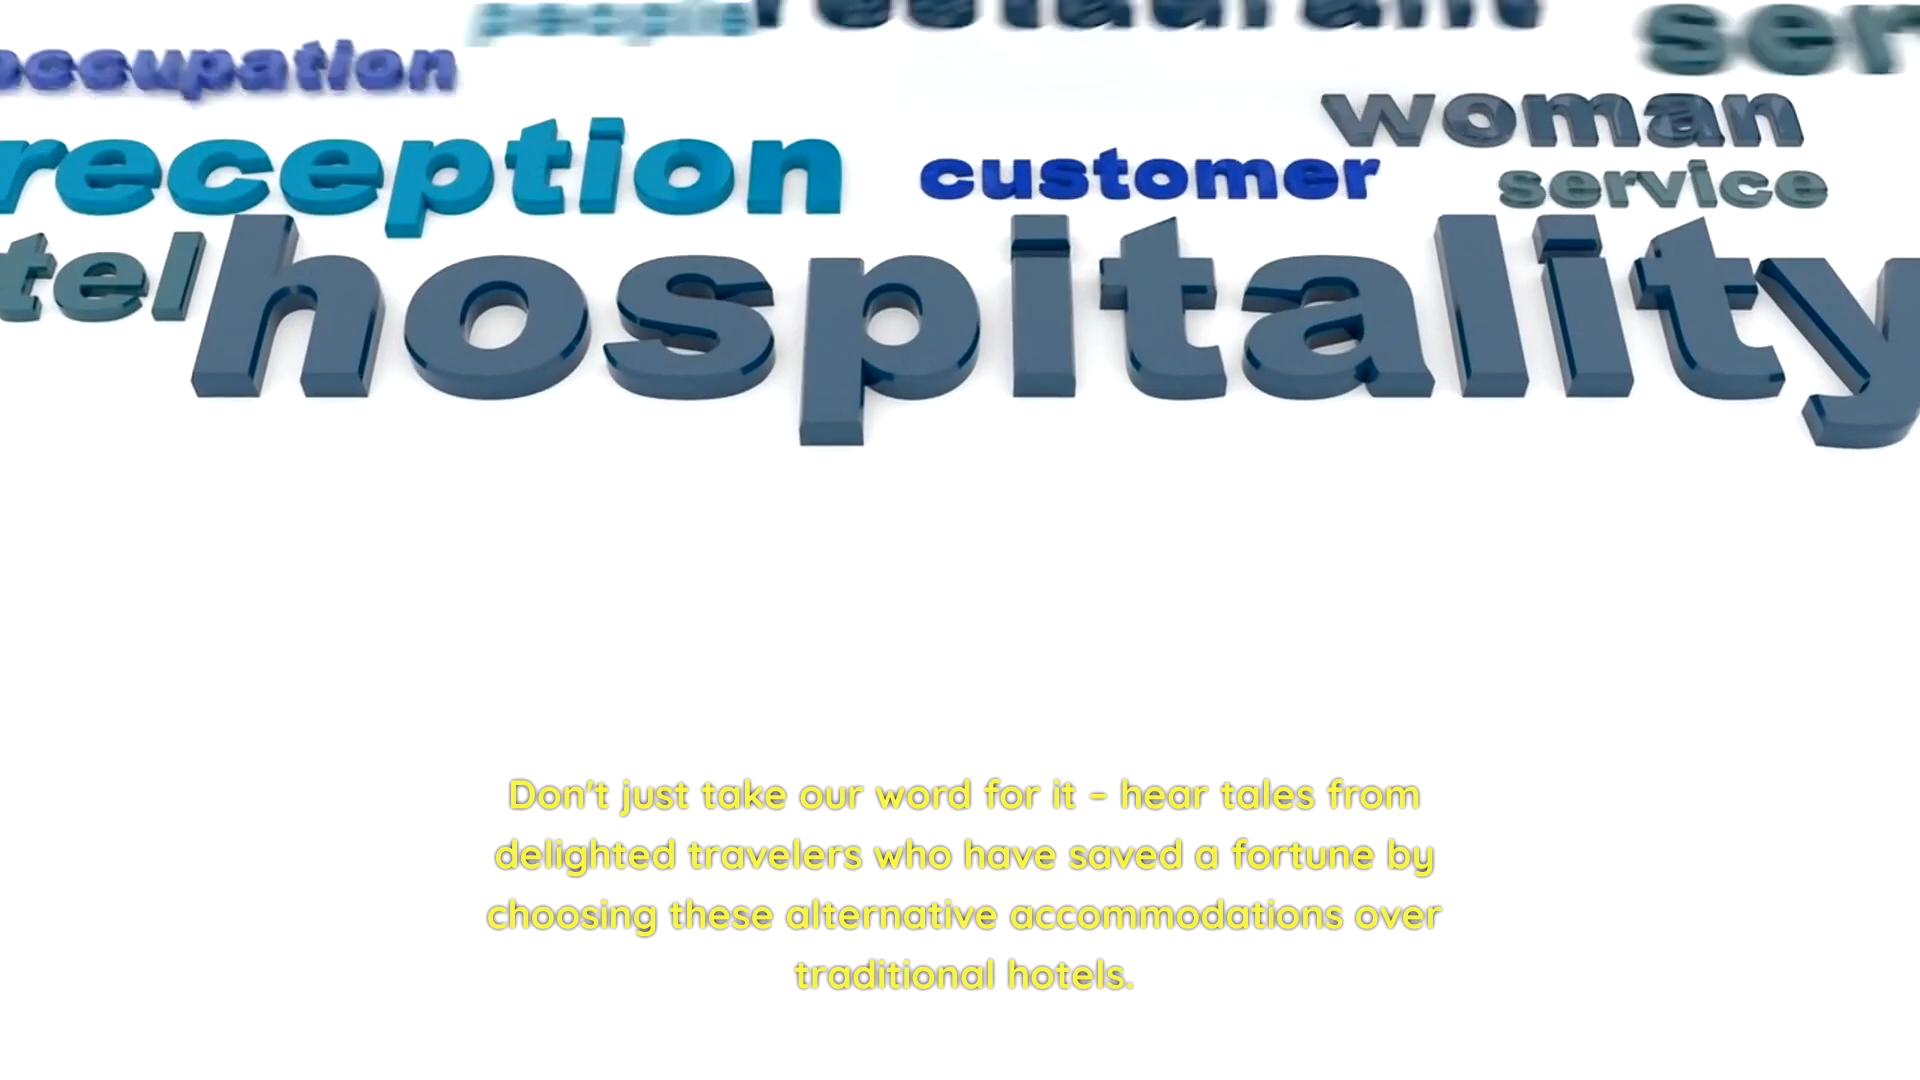 people restaurant ser
occupation
woman
reception customer service
tel hospitality
Don't just take our word for it – hear tales from
delighted travelers who have saved a fortune by
choosing these alternative accommodations over
traditional hotels.